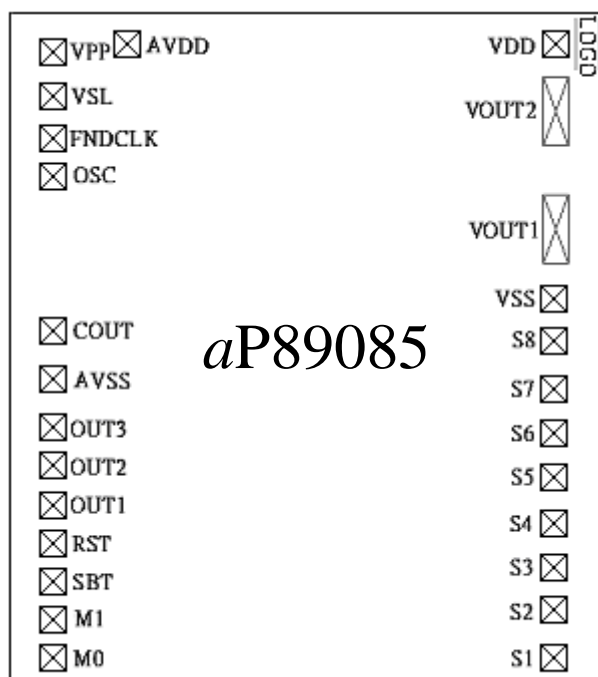 VPP AVDD VDD LOGO
VSL
VOUT2
FNDCLK
OSC
VOUT1
VSS
COUT
S8
aP89085
AVSS
S7
OUT3
S6
OUT2
S5
OUT1
S4
RST
S3
SBT
S2
M1
M0
S1